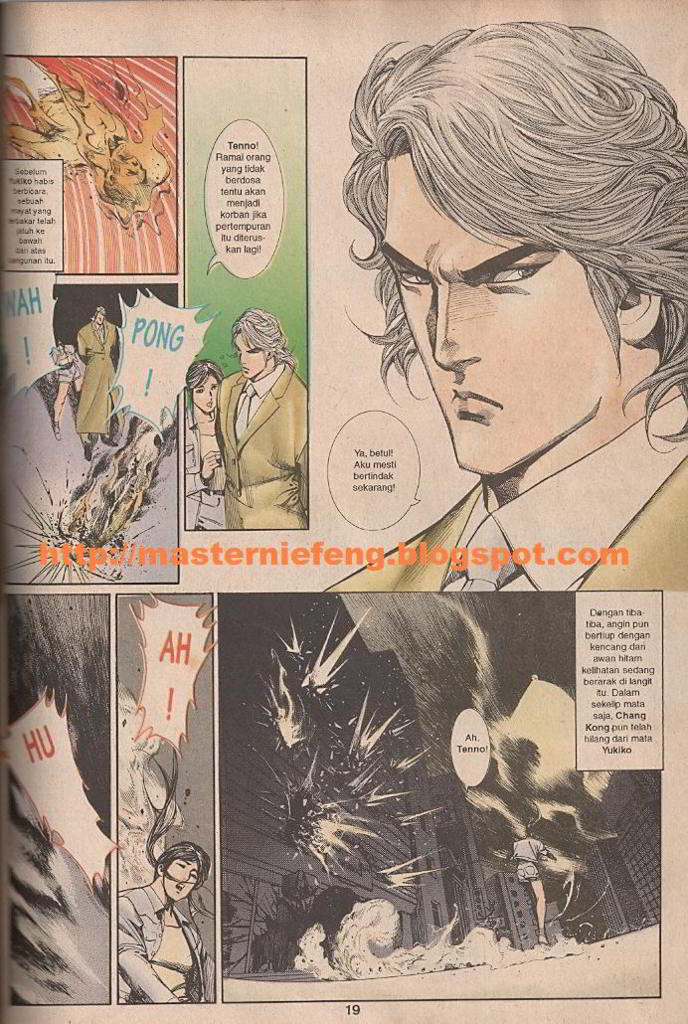 Sebelum
Yukiko habis
berbicara,
sebuah
mayat yang
terbakar telah
jatuh ke
bawah
dari atas
bangunan itu.
WAH
!
PONG
!
Tenno!
Ramai orang
yang tidak
berdosa
tentu akan
menjadi
korban jika
pertempuran
itu diterus-
kan lagi!
Ya, betul!
Aku mesti
bertindak
sekarang!
http://masterniefeng.blogspot.com
HU
AH
!
Ah,
Tenno!
Dengan tiba-
tiba, angin pun
bertiup dengan
kencang dan
awan hitam
kelihatan sedang
berarak di langit
itu. Dalam
sekelip mata
saja, Chang
Kong pun telah
hilang dari mata
Yukiko
19